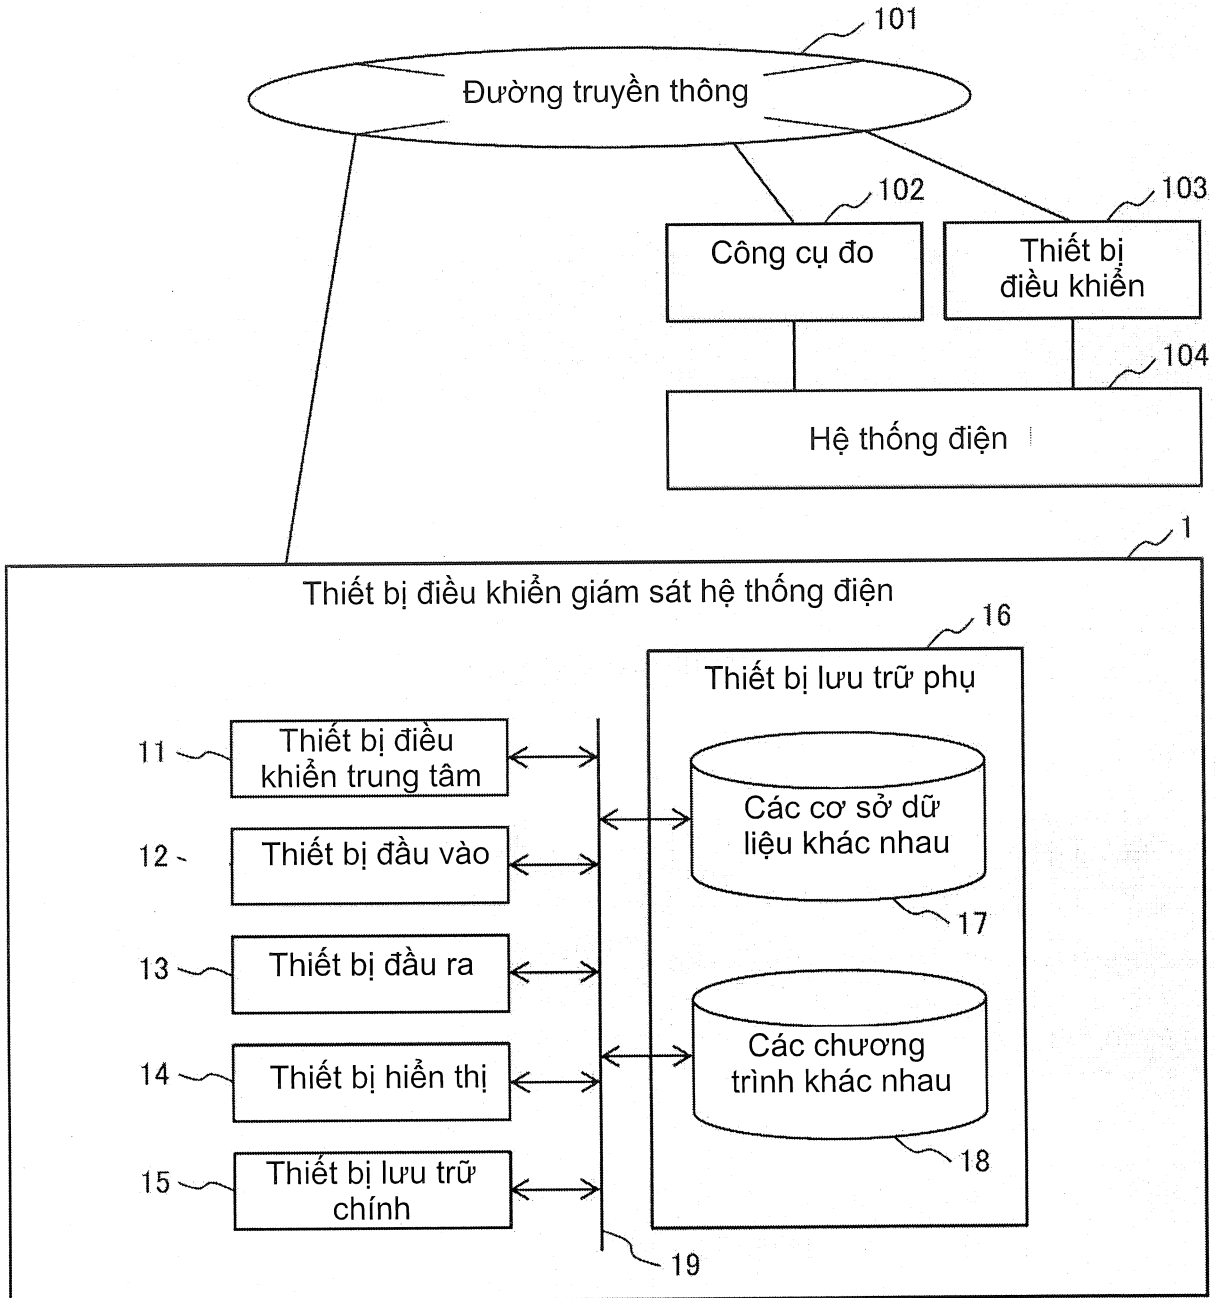 101
Đường truyền thông
102
103
Công cụ đo
Thiết bị
điều khiển
104
Hệ thống điện
1
Thiết bị điều khiển giám sát hệ thống điện
16
Thiết bị lưu trữ phụ
11
Thiết bị điều
khiển trung tâm
Các cơ sở dữ
liệu khác nhau
12
Thiết bị đầu vào
17
13
Thiết bị đầu ra
14
Thiết bị hiển thị
Các chương
trình khác nhau
15
Thiết bị lưu trữ
chính
18
19